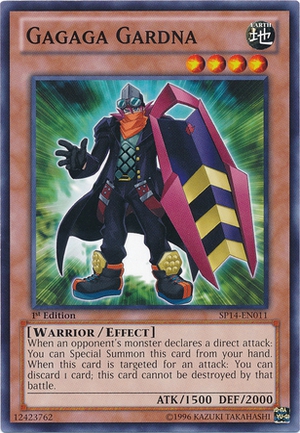 GAGAGA GARDNA
EARTH
地
1st Edition
SP14-EN011
[WARRIOR / EFFECT]
When an opponent's monster declares a direct attack:
You can Special Summon this card from your hand.
When this card is targeted for an attack: You can
discard 1 card; this card cannot be destroyed by that
battle.
ATK/1500 DEF/2000
12423762
©1996 KAZUKI TAKAHASHI